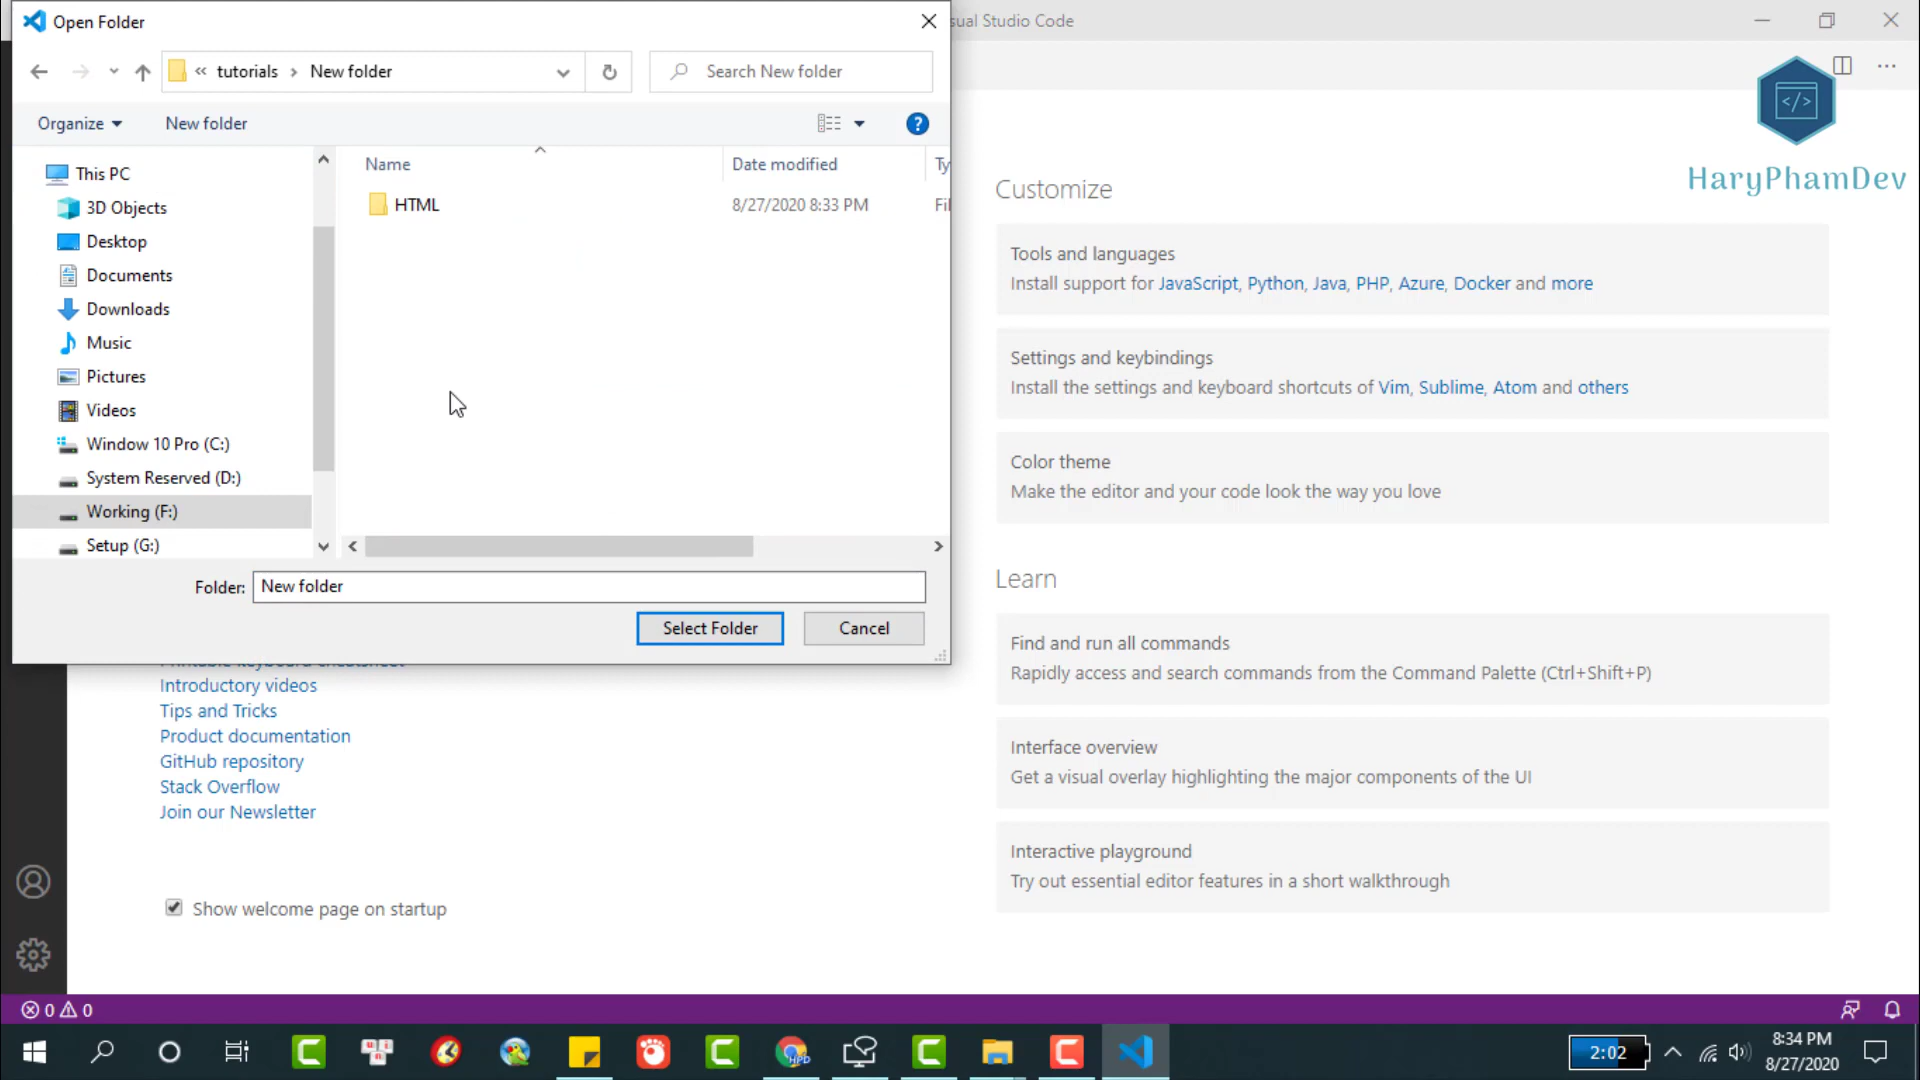 Open Folder
sual Studio Code
« tutorials › New folder
Search New folder
Organize
New folder
HaryPhamDev
This PC
3D Objects
Desktop
Documents
Downloads
Music
Pictures
Videos
Window 10 Pro (C:)
System Reserved (D:)
Working (F:)
Setup (G:)
Name
Date modified
Ty
HTML
8/27/2020 8:33 PM
Fil
Folder:
New folder
Select Folder
Cancel
Printable keyboard cheatsheet
Introductory videos
Tips and Tricks
Product documentation
GitHub repository
Stack Overflow
Join our Newsletter
Show welcome page on startup
Customize
Tools and languages
Install support for JavaScript, Python, Java, PHP, Azure, Docker and more
Settings and keybindings
Install the settings and keyboard shortcuts of Vim, Sublime, Atom and others
Color theme
Make the editor and your code look the way you love
Learn
Find and run all commands
Rapidly access and search commands from the Command Palette (Ctrl+Shift+P)
Interface overview
Get a visual overlay highlighting the major components of the UI
Interactive playground
Try out essential editor features in a short walkthrough
0 0
2:02
8:34 PM
8/27/2020